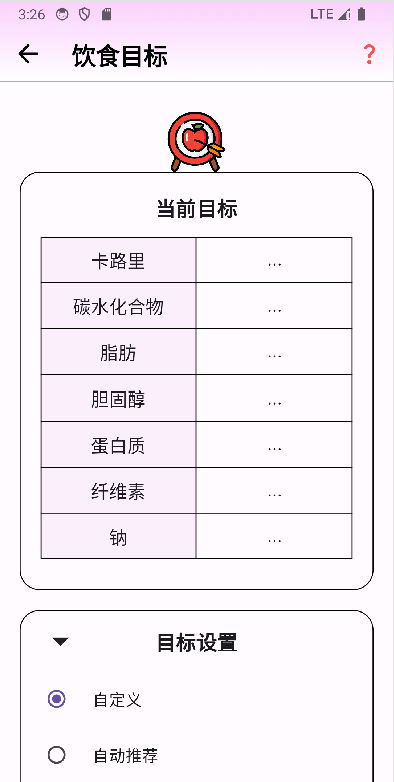 3:26 LTE
饮食目标 ?
当前目标
卡路里 ...
碳水化合物 ...
脂肪 ...
胆固醇 ...
蛋白质 ...
纤维素 ...
钠 ...
目标设置
自定义
自动推荐